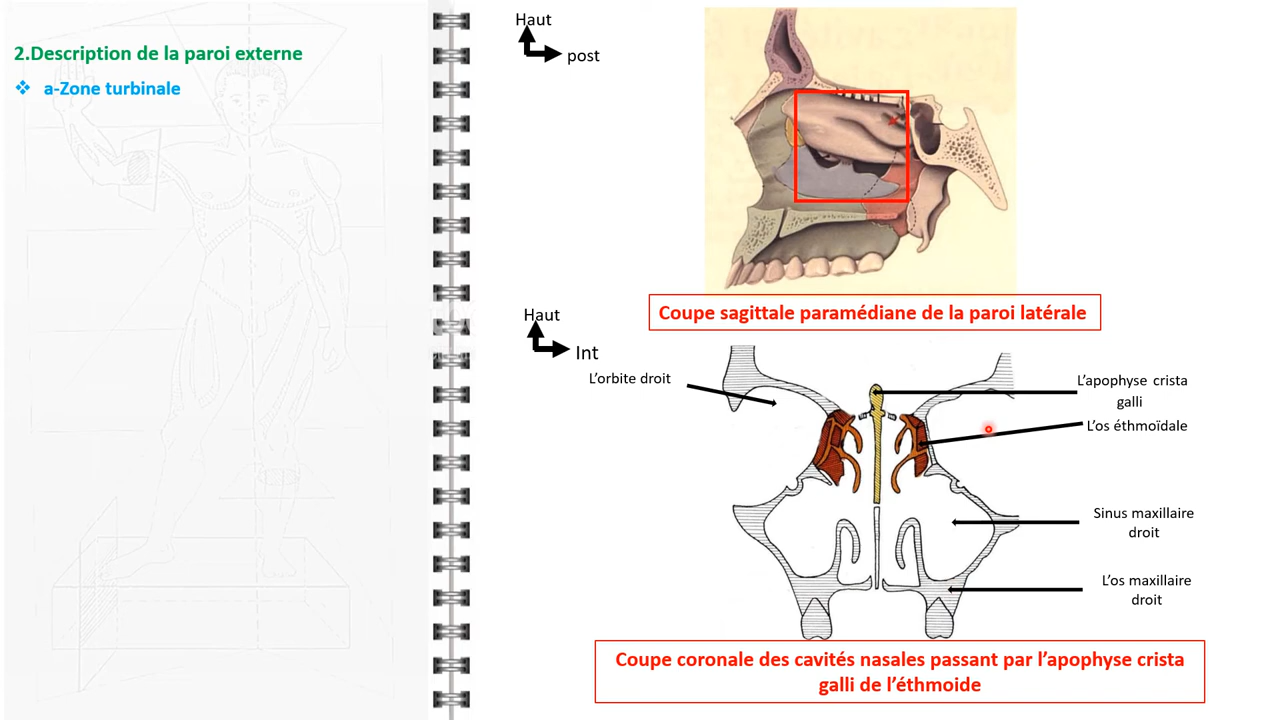 2.Description de la paroi externe
❖ a-Zone turbinale
Haut
post
Coupe sagittale paramédiane de la paroi latérale
Haut
Int
L'orbite droit
L'apophyse crista
galli
L'os éthmoïdale
Sinus maxillaire
droit
L'os maxillaire
droit
Coupe coronale des cavités nasales passant par l'apophyse crista
galli de l'éthmoide